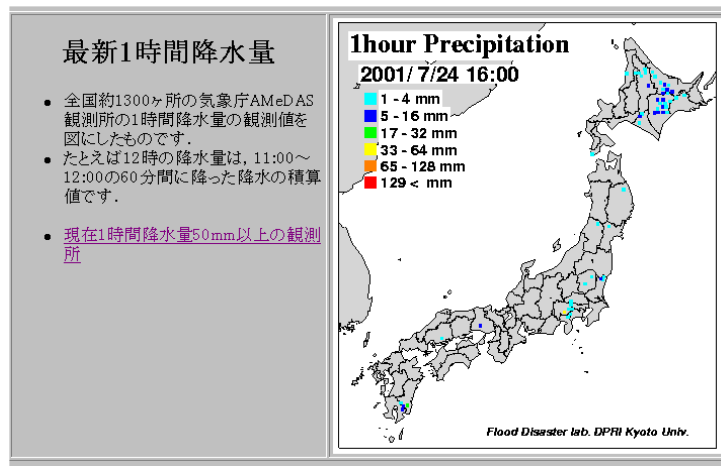 最新1時間降水量
全国約1300ヶ所の気象庁AMeDAS
観測所の1時間降水量の観測値を
図にしたものです．
たとえば12時の降水量は，11:00〜
12:00の60分間に降った降水の積算
値です．
現在1時間降水量50mm以上の観測
所
1hour Precipitation
2001/ 7/24 16:00
1 - 4 mm
5 - 16 mm
17 - 32 mm
33 - 64 mm
65 - 128 mm
129 < mm
Flood Disaster lab. DPRI Kyoto Univ.